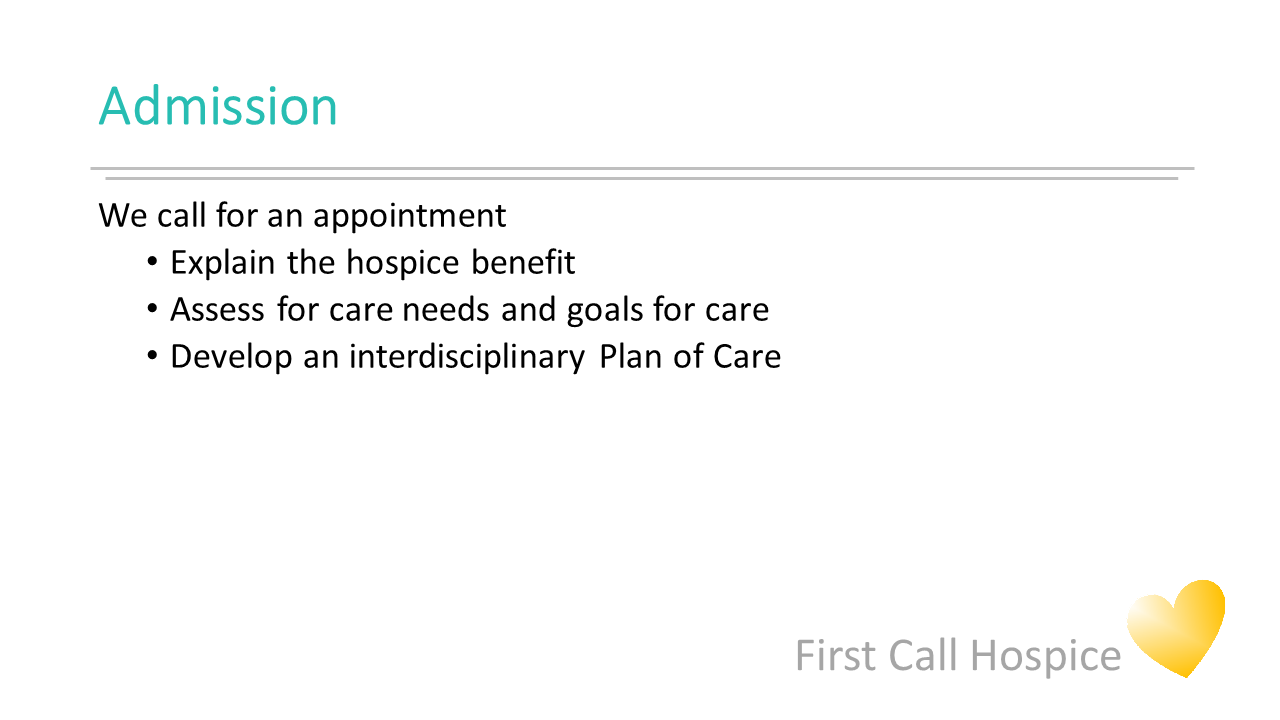 Admission
We call for an appointment
• Explain the hospice benefit
• Assess for care needs and goals for care
• Develop an interdisciplinary Plan of Care
First Call Hospice